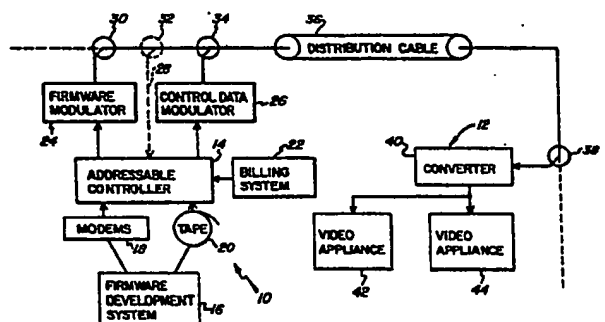 30
32
34
36
DISTRIBUTION CABLE
28
FIRMWARE
MODULATOR
24
CONTROL DATA
MODULATOR
26
14
22
ADDRESSABLE
CONTROLLER
BILLING
SYSTEM
40
12
CONVERTER
38
MODEMS
18
TAPE
20
10
VIDEO
APPLIANCE
42
VIDEO
APPLIANCE
44
FIRMWARE
DEVELOPMENT
SYSTEM
16